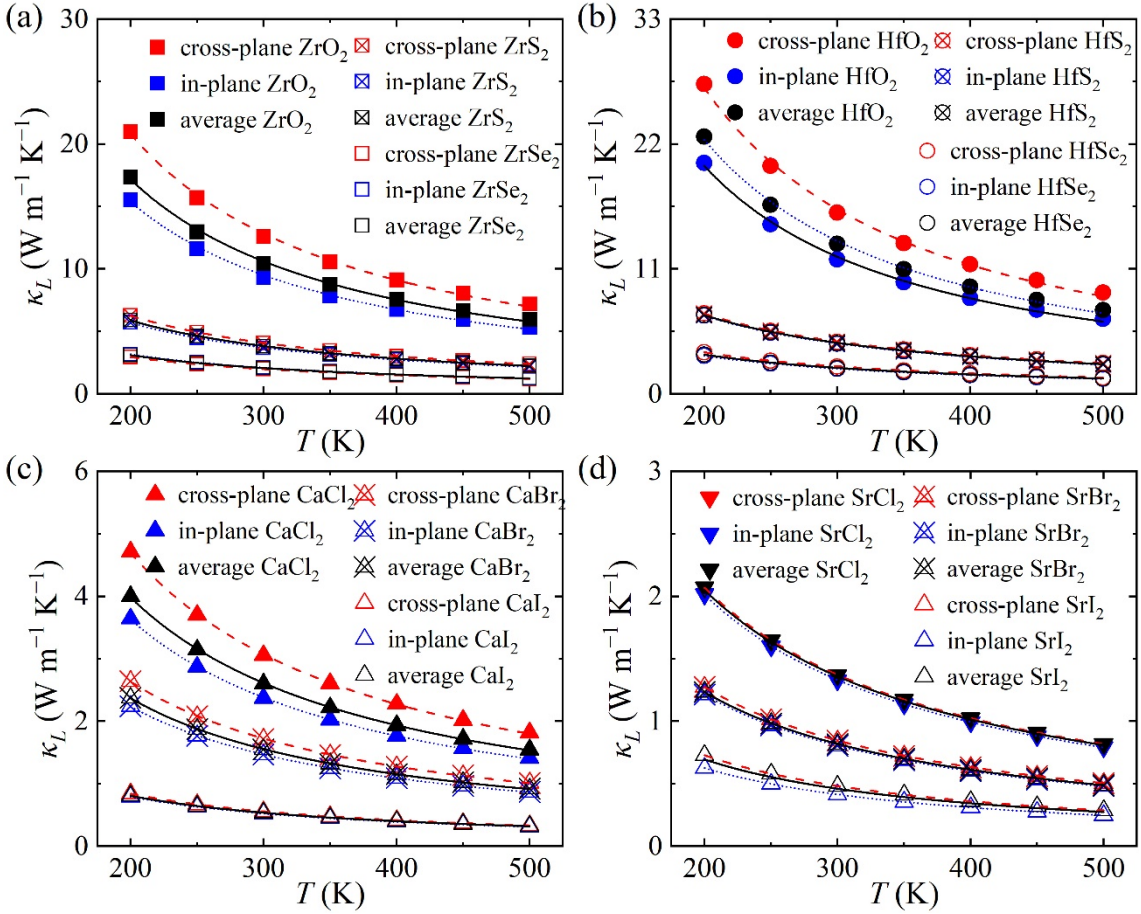 (a)
30
20
10
0
κL (W m−1 K−1)
cross-plane ZrO2
in-plane ZrO2
average ZrO2
cross-plane ZrS2
in-plane ZrS2
average ZrS2
cross-plane ZrSe2
in-plane ZrSe2
average ZrSe2
200 300 400 500
T (K)
(b)
33
22
11
0
κL (W m−1 K−1)
cross-plane HfO2
in-plane HfO2
average HfO2
cross-plane HfS2
in-plane HfS2
average HfS2
cross-plane HfSe2
in-plane HfSe2
average HfSe2
200 300 400 500
T (K)
(c)
6
4
2
0
κL (W m−1 K−1)
cross-plane CaCl2
in-plane CaCl2
average CaCl2
cross-plane CaBr2
in-plane CaBr2
average CaBr2
cross-plane CaI2
in-plane CaI2
average CaI2
200 300 400 500
T (K)
(d)
3
2
1
0
κL (W m−1 K−1)
cross-plane SrCl2
in-plane SrCl2
average SrCl2
cross-plane SrBr2
in-plane SrBr2
average SrBr2
cross-plane SrI2
in-plane SrI2
average SrI2
200 300 400 500
T (K)